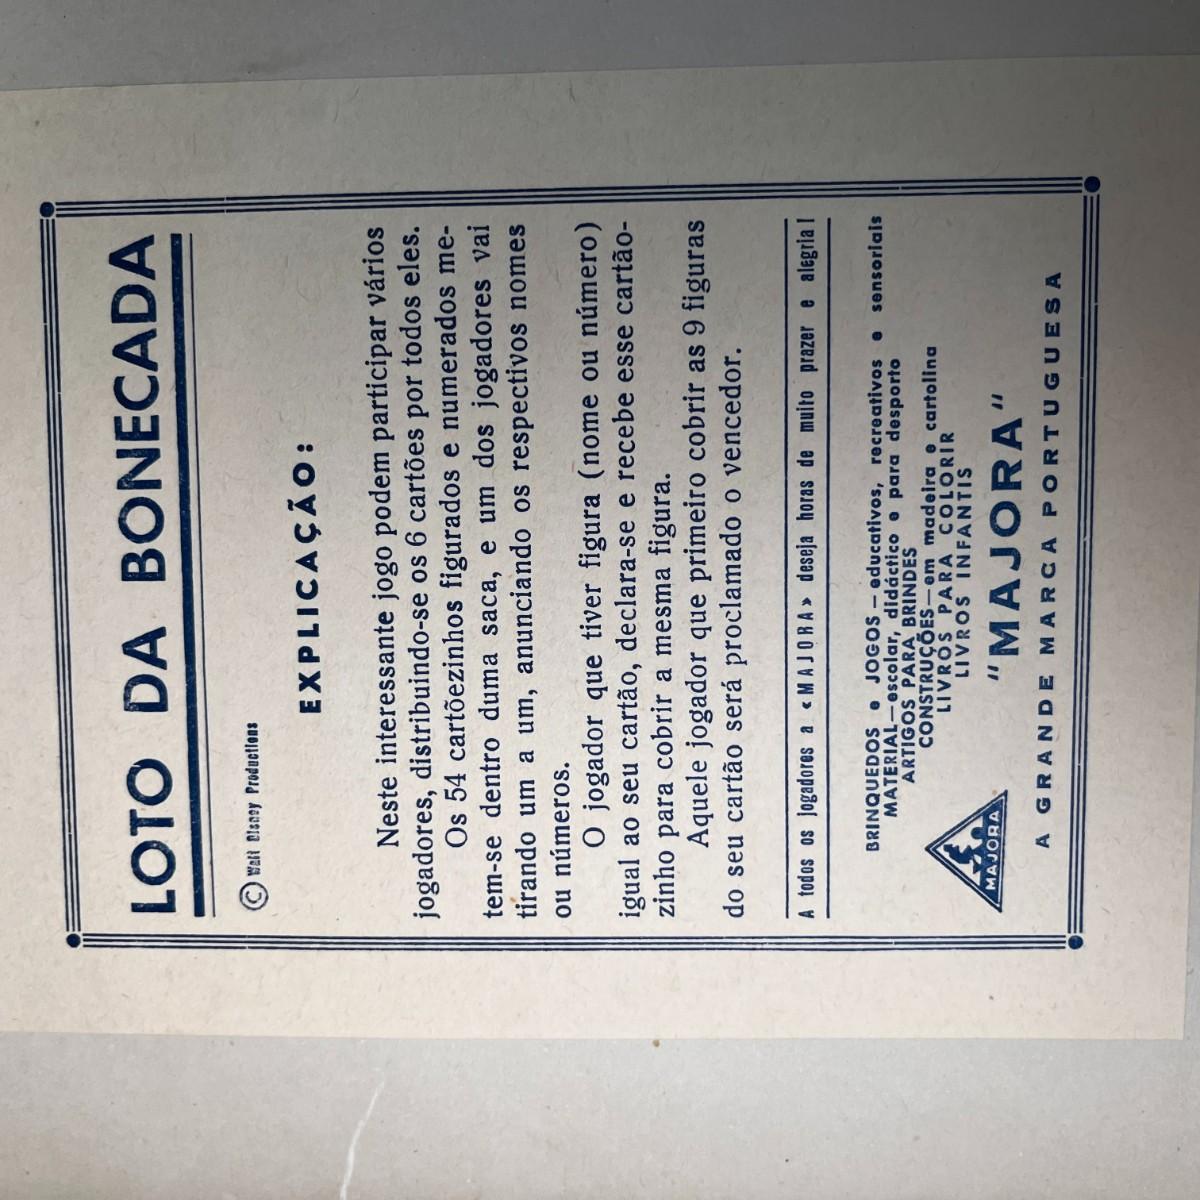 LOTO DA BONECADA
© Walt Disney Productions
EXPLICAÇÃO:
Neste interessante jogo podem participar vários
jogadores, distribuindo-se os 6 cartões por todos eles.
Os 54 cartõezinhos figurados e numerados me-
tem-se dentro duma saca, e um dos jogadores vai
tirando um a um, anunciando os respectivos nomes
ou números.
O jogador que tiver figura (nome ou número)
igual ao seu cartão, declara-se e recebe esse cartão-
zinho para cobrir a mesma figura.
Aquele jogador que primeiro cobrir as 9 figuras
do seu cartão será proclamado o vencedor.
A todos os jogadores a «MAJORA» deseja horas de muito prazer e alegria!
BRINQUEDOS e JOGOS—educativos, recreativos e sensoriais
MATERIAL—escolar, didáctico e para desporto
ARTIGOS PARA BRINDES
CONSTRUÇÕES—em madeira e cartolina
LIVROS PARA COLORIR
LIVROS INFANTIS
MAJORA
"MAJORA"
A GRANDE MARCA PORTUGUESA